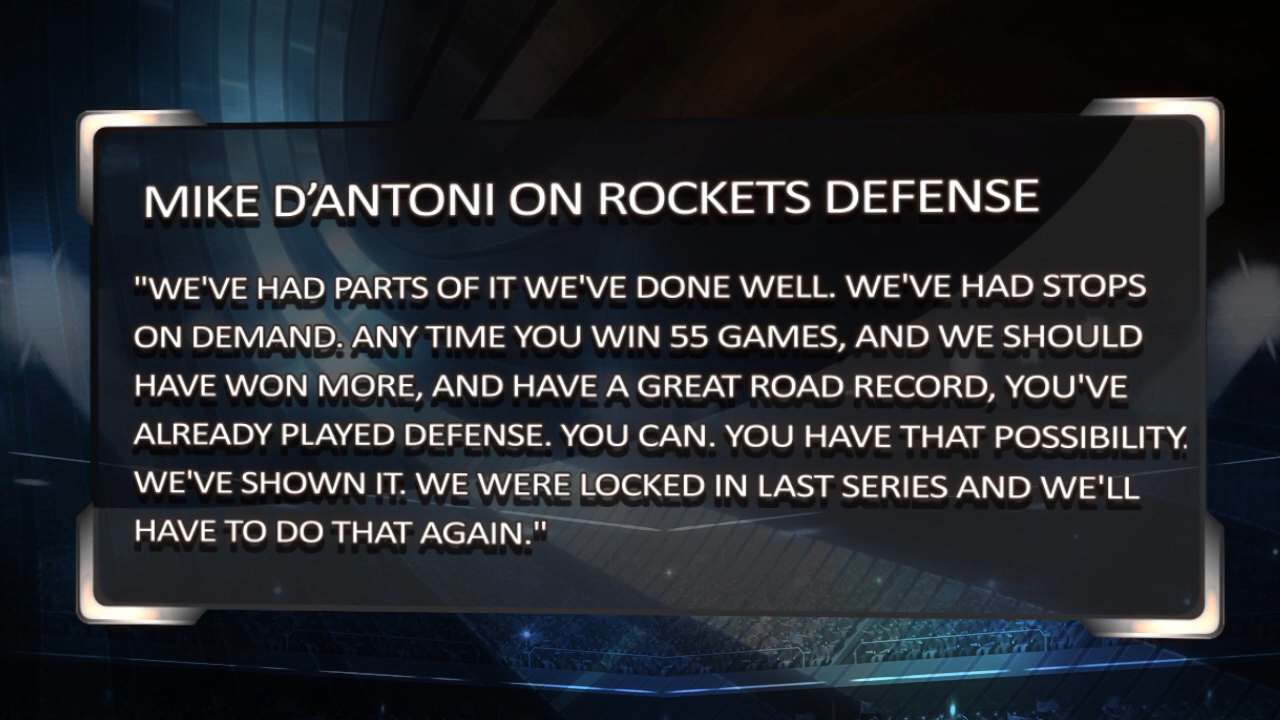 MIKE D’ANTONI ON ROCKETS DEFENSE
"WE'VE HAD PARTS OF IT WE'VE DONE WELL. WE'VE HAD STOPS
ON DEMAND. ANY TIME YOU WIN 55 GAMES, AND WE SHOULD
HAVE WON MORE, AND HAVE A GREAT ROAD RECORD, YOU'VE
ALREADY PLAYED DEFENSE. YOU CAN. YOU HAVE THAT POSSIBILITY.
WE'VE SHOWN IT. WE WERE LOCKED IN LAST SERIES AND WE'LL
HAVE TO DO THAT AGAIN."